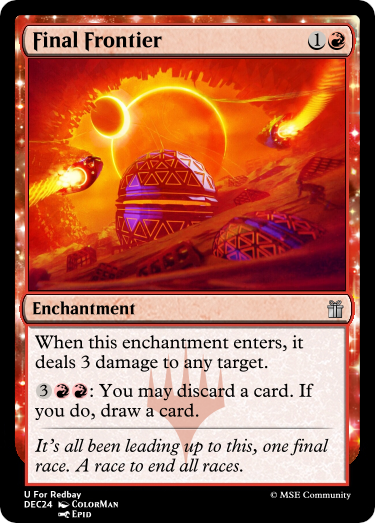 Final Frontier
1
Enchantment
When this enchantment enters, it
deals 3 damage to any target.
3: You may discard a card. If
you do, draw a card.
It's all been leading up to this, one final
race. A race to end all races.
U For Redbay
DEC24 ColorMan
Epid
© MSE Community